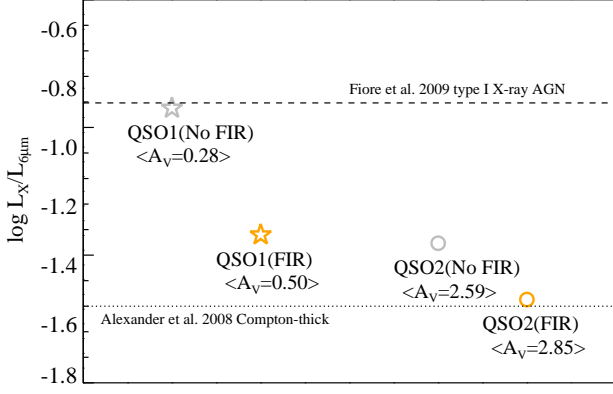 -0.6
-0.8
-1.0
-1.2
-1.4
-1.6
-1.8
log L_X/L_6μm
Fiore et al. 2009 type I X-ray AGN
QSO1(No FIR)
<A_V=0.28>
QSO1(FIR)
<A_V=0.50>
QSO2(No FIR)
<A_V=2.59>
Alexander et al. 2008 Compton-thick
QSO2(FIR)
<A_V=2.85>